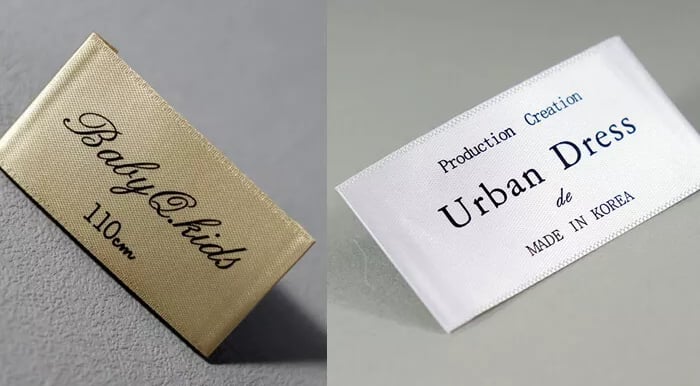 Baby Q.kids
110cm
Production Creation
Urban Dress
de
MADE IN KOREA